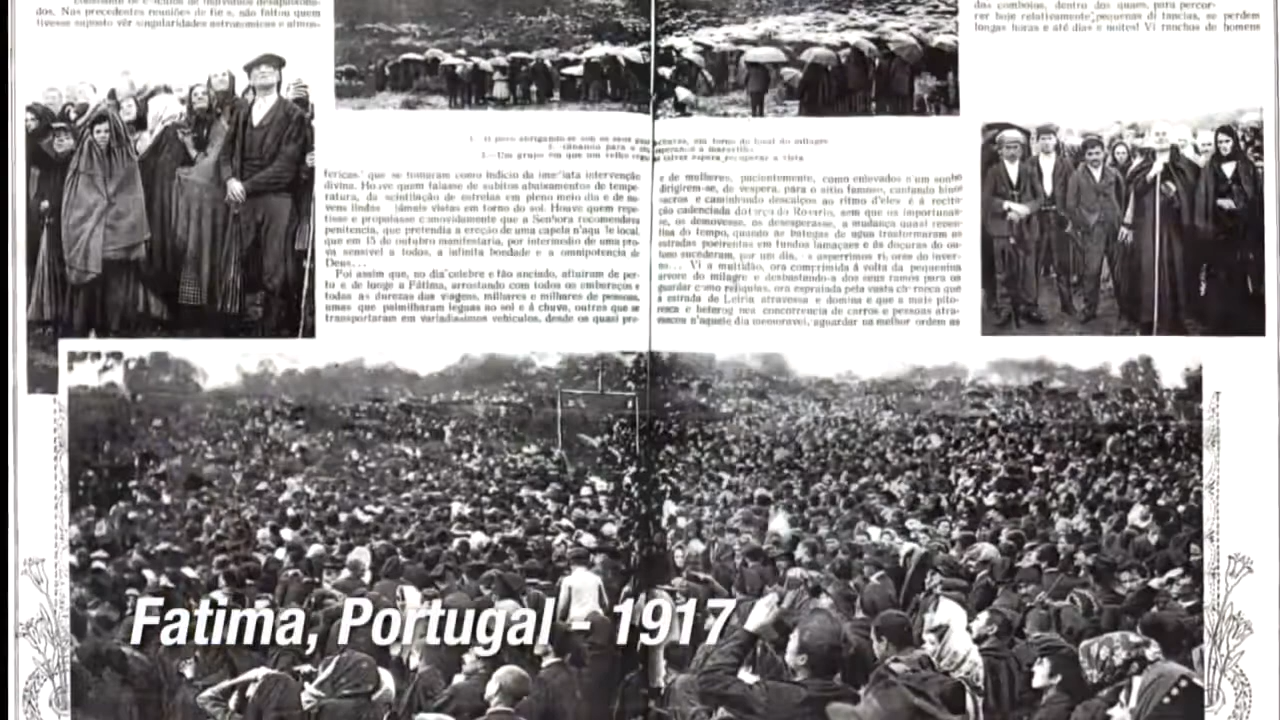 dos. Nas precedentes reuniões de fieis, não faltou quem
tivesse suposto vêr singularidades astronomicas e atmos-
das comboios, dentro dos quaes, para percor-
rer hoje relativamente pequenas distancias, se perdem
longas horas e até dias e noites! Vi ranchos de homens
fericas, que se tomaram como indicio da imediata intervenção
divina. Houve quem falasse de subitos abaixamentos de tempe-
ratura, da scintilação de estrelas em pleno meio dia e de nu-
vens lindas jámais vistas em torno do sol. Houve quem repe-
tisse e propalasse comovidamente que a Senhora recomendava
penitencia, que pretendia a ereção de uma capela n'aquele local,
que em 13 de outubro manifestaria, por intermedio de uma pro-
va sensivel a todos, a infinita bondade e a omnipotencia de
Deus...
Foi assim que, no dia celebre e tão anciado, afluiram de per-
to e de longe a Fátima, arrostando com todos os embaraços e
todas as durezas das viagens, milhares e milhares de pessoas,
umas que palmilharam leguas ao sol e á chuva, outras que se
transportaram em variadissimos vehiculos, desde os quasi pre-
e de mulheres, pacientemente, como enlevados n'um sonho
dirigirem-se, de vespera, para o sitio famoso, cantando hinos
sacros e caminhando descalços ao ritmo d'eles e á recita-
ção cadenciada do terço do Rosario, sem que os importunas-
se, os demovesse, os desesperasse, a mudança quasi repen-
tina do tempo, quando as bategas de agua transformaram as
estradas poeirentas em fundos lamaçaes e ás doçuras do ou-
tono sucederam, por um dia, os asperrimos rigores do inver-
no... Vi a multidão, ora comprimida á volta da pequenina
arvore do milagre e desbastando-a dos seus ramos para os
guardar como reliquias, ora espraiada pela vasta charneca que
a estrada de Leiria atravessa e domina e que a mais pito-
resca e heterogenea concorrencia de carros e pessoas atra-
vancou n'aquele dia memoravel, aguardar na melhor ordem as
Fatima, Portugal - 1917